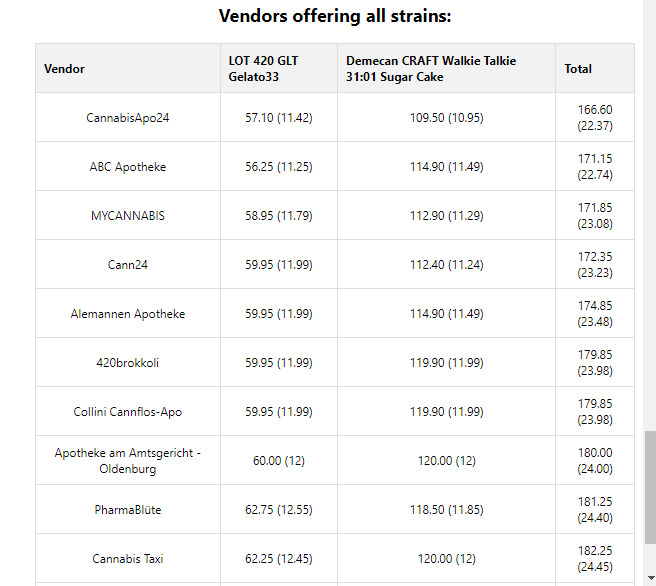 Vendors offering all strains:
Vendor LOT 420 GLT Gelato33 Demecan CRAFT Walkie Talkie 31:01 Sugar Cake Total
CannabisApo24 57.10 (11.42) 109.50 (10.95) 166.60 (22.37)
ABC Apotheke 56.25 (11.25) 114.90 (11.49) 171.15 (22.74)
MYCANNABIS 58.95 (11.79) 112.90 (11.29) 171.85 (23.08)
Cann24 59.95 (11.99) 112.40 (11.24) 172.35 (23.23)
Alemannen Apotheke 59.95 (11.99) 114.90 (11.49) 174.85 (23.48)
420brokkoli 59.95 (11.99) 119.90 (11.99) 179.85 (23.98)
Collini Cannflos-Apo 59.95 (11.99) 119.90 (11.99) 179.85 (23.98)
Apotheke am Amtsgericht - Oldenburg 60.00 (12) 120.00 (12) 180.00 (24.00)
PharmaBlüte 62.75 (12.55) 118.50 (11.85) 181.25 (24.40)
Cannabis Taxi 62.25 (12.45) 120.00 (12) 182.25 (24.45)